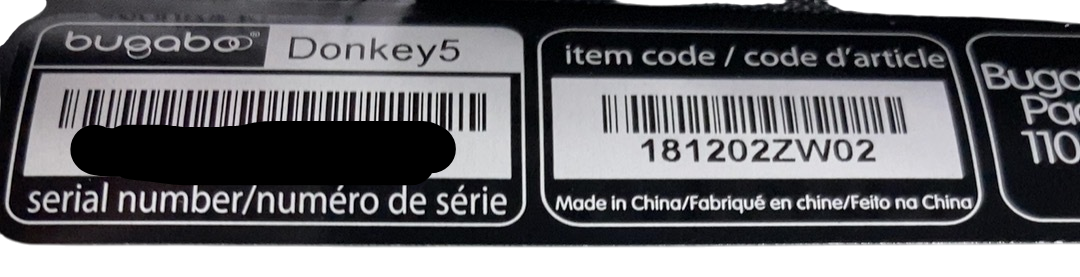 bugaboo® Donkey5
serial number/numéro de série
item code / code d'article
181202ZW02
Made in China/Fabriqué en chine/Feito na China
110